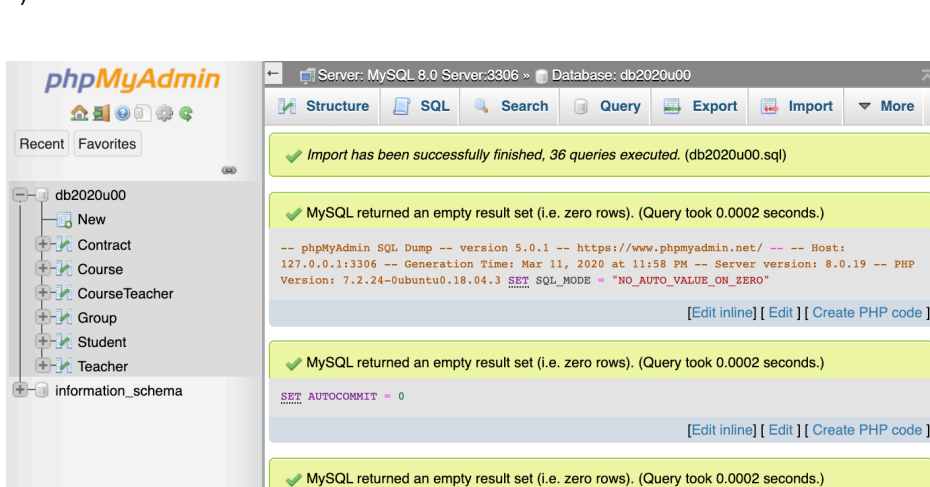 phpMyAdmin
Recent Favorites
db2020u00
New
Contract
Course
CourseTeacher
Group
Student
Teacher
information_schema
Server: MySQL 8.0 Server:3306 » Database: db2020u00
Structure SQL Search Query Export Import More
Import has been successfully finished, 36 queries executed. (db2020u00.sql)
MySQL returned an empty result set (i.e. zero rows). (Query took 0.0002 seconds.)
-- phpMyAdmin SQL Dump -- version 5.0.1 -- https://www.phpmyadmin.net/ -- -- Host:
127.0.0.1:3306 -- Generation Time: Mar 11, 2020 at 11:58 PM -- Server version: 8.0.19 -- PHP
Version: 7.2.24-0ubuntu0.18.04.3 SET SQL_MODE = "NO_AUTO_VALUE_ON_ZERO"
[Edit inline] [ Edit ] [ Create PHP code ]
MySQL returned an empty result set (i.e. zero rows). (Query took 0.0002 seconds.)
SET AUTOCOMMIT = 0
[Edit inline] [ Edit ] [ Create PHP code ]
MySQL returned an empty result set (i.e. zero rows). (Query took 0.0002 seconds.)